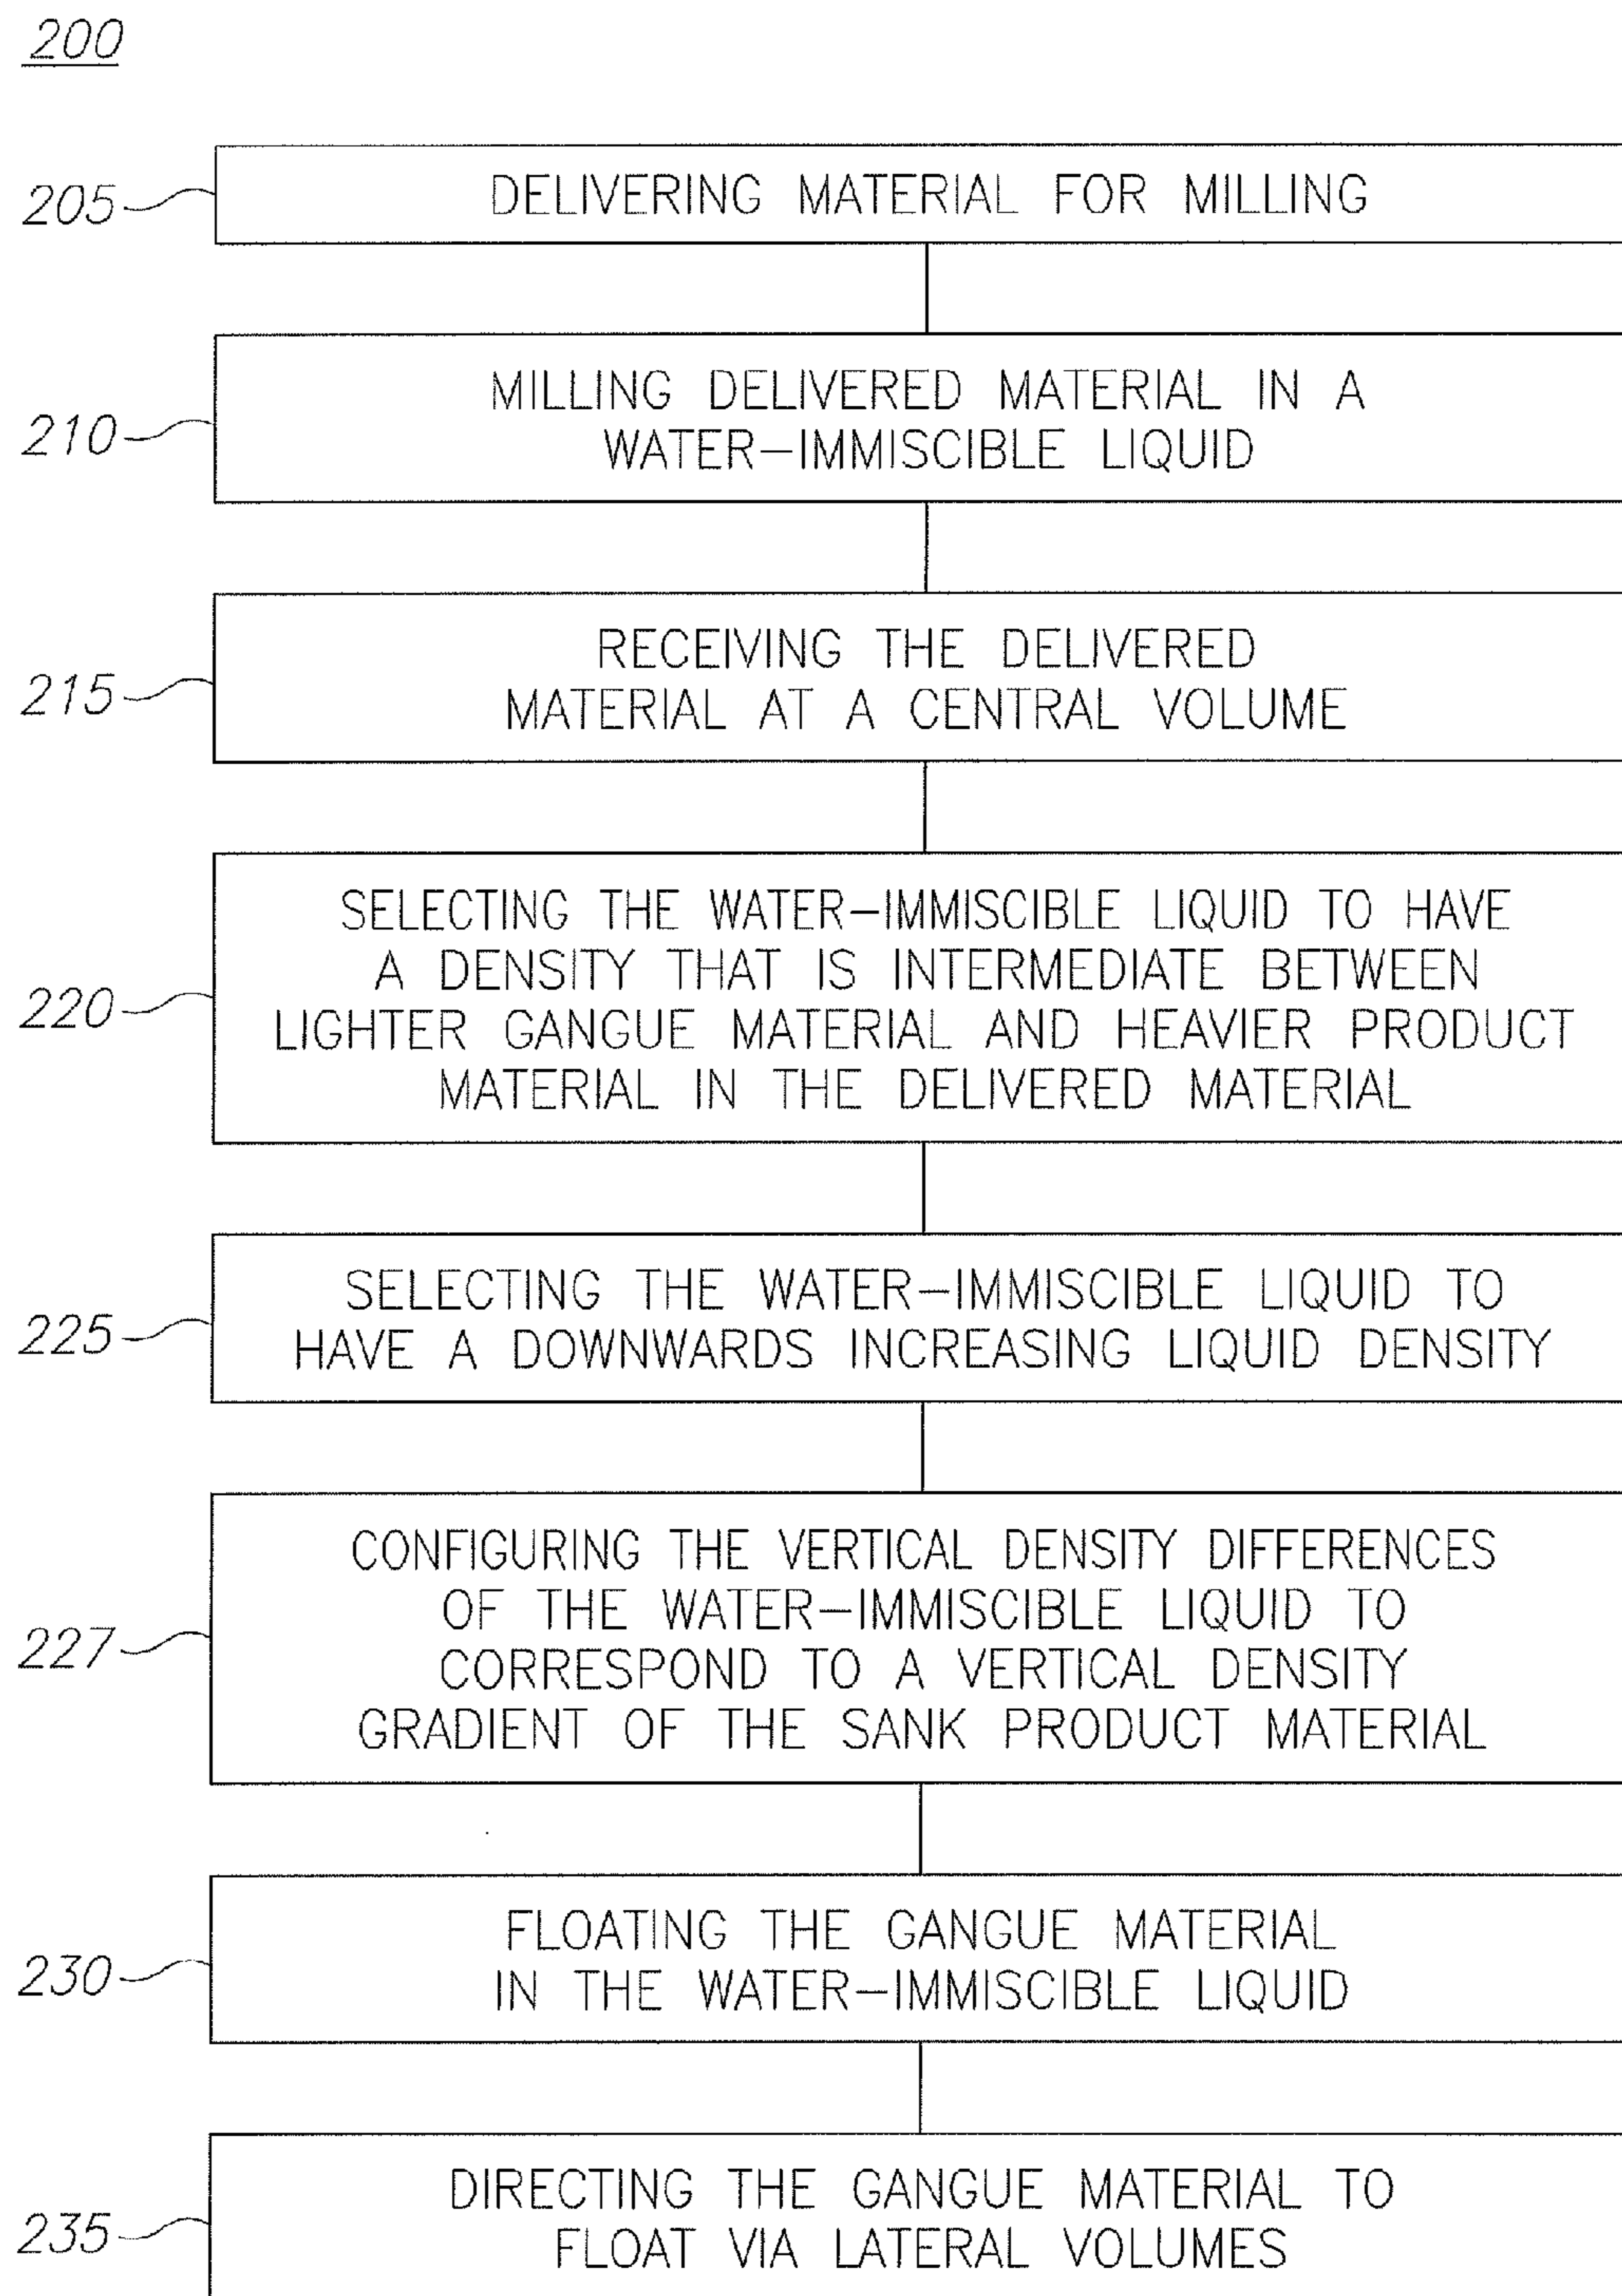 200
205
DELIVERING MATERIAL FOR MILLING
210
MILLING DELIVERED MATERIAL IN A
WATER-IMMISCIBLE LIQUID
215
RECEIVING THE DELIVERED
MATERIAL AT A CENTRAL VOLUME
220
SELECTING THE WATER-IMMISCIBLE LIQUID TO HAVE
A DENSITY THAT IS INTERMEDIATE BETWEEN
LIGHTER GANGUE MATERIAL AND HEAVIER PRODUCT
MATERIAL IN THE DELIVERED MATERIAL
225
SELECTING THE WATER-IMMISCIBLE LIQUID TO
HAVE A DOWNWARDS INCREASING LIQUID DENSITY
227
CONFIGURING THE VERTICAL DENSITY DIFFERENCES
OF THE WATER-IMMISCIBLE LIQUID TO
CORRESPOND TO A VERTICAL DENSITY
GRADIENT OF THE SANK PRODUCT MATERIAL
230
FLOATING THE GANGUE MATERIAL
IN THE WATER-IMMISCIBLE LIQUID
235
DIRECTING THE GANGUE MATERIAL TO
FLOAT VIA LATERAL VOLUMES